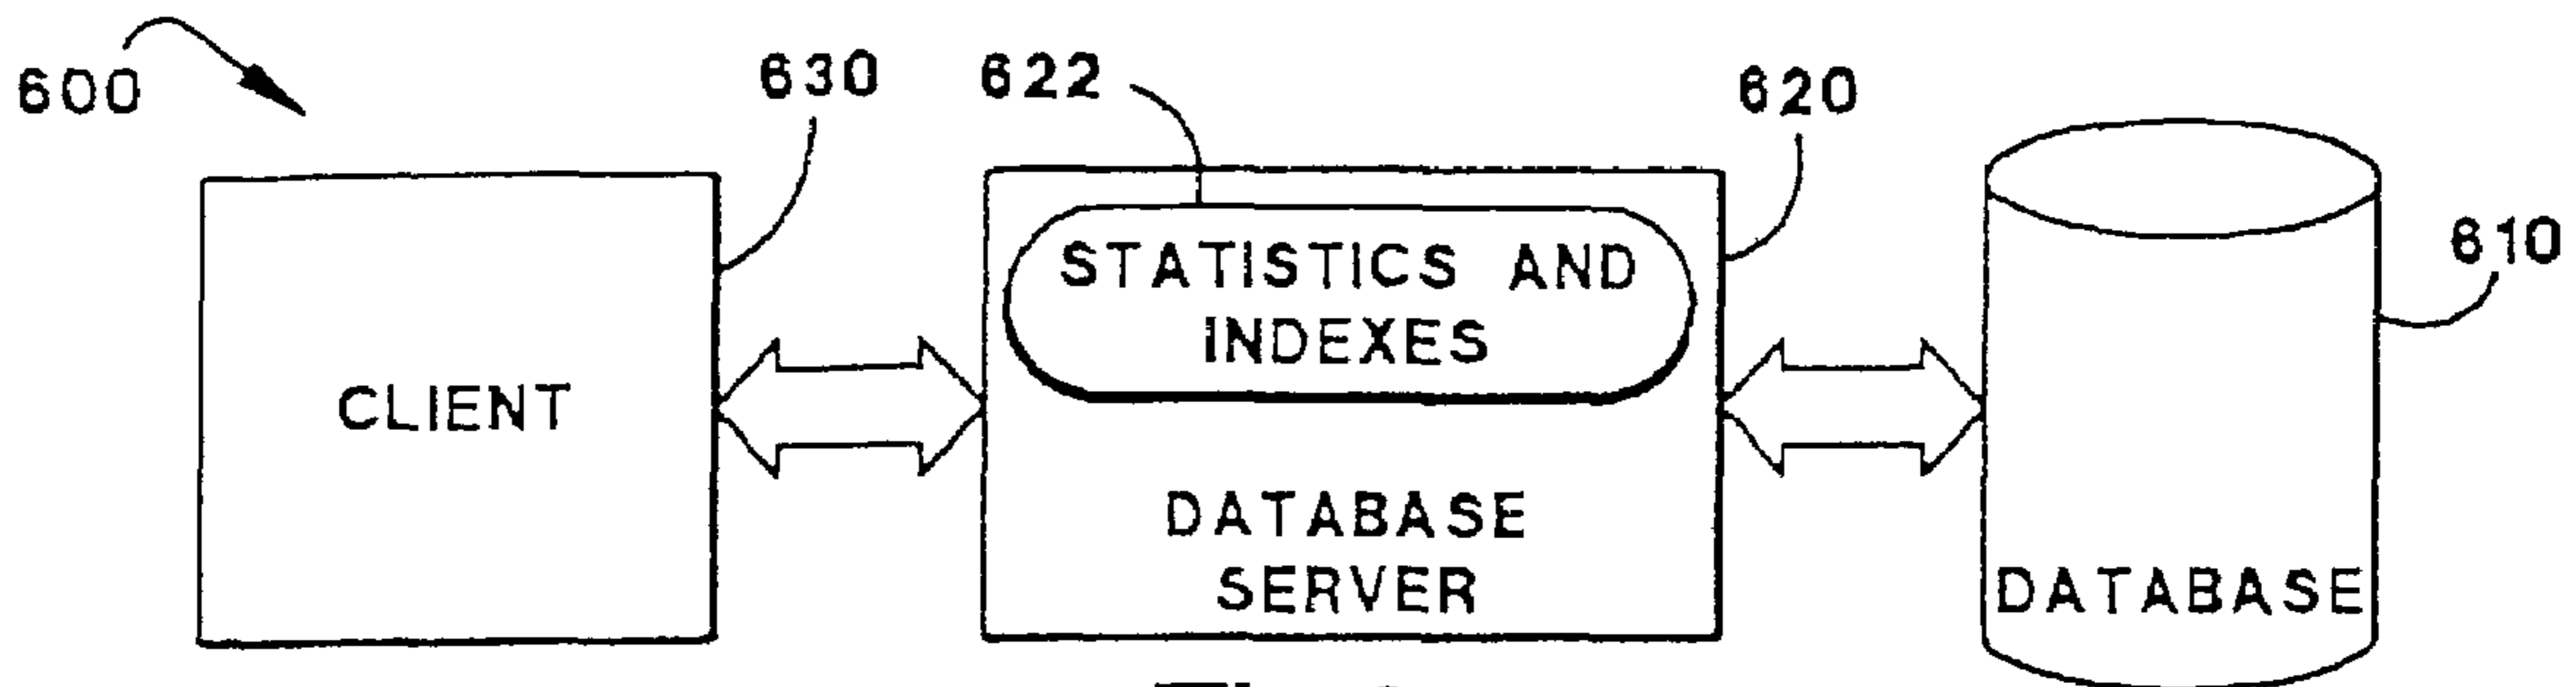 600
630
622
620
610
STATISTICS AND
INDEXES
CLIENT
DATABASE
SERVER
DATABASE